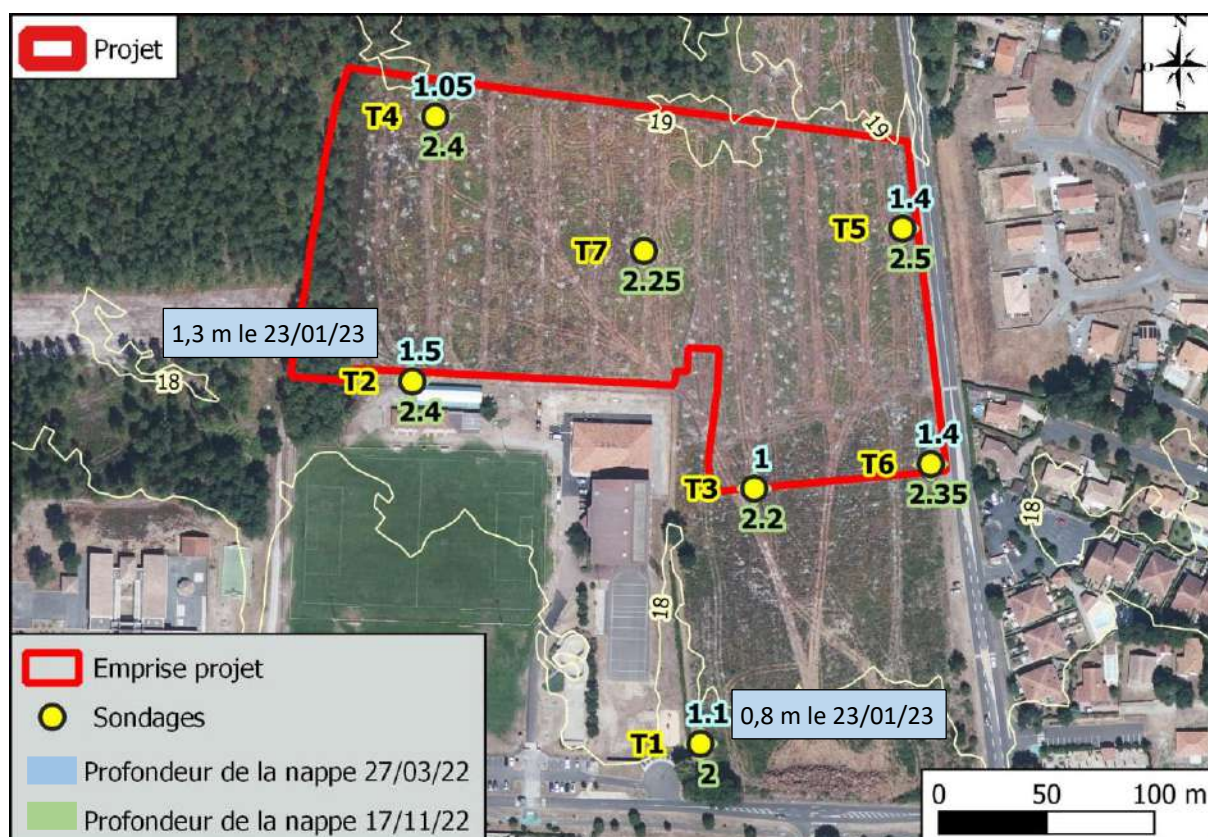 Projet
N
O
E
S
1.05
T4
2.4
19
19
1.4
T5
2.5
T7
2.25
1,3 m le 23/01/23
18
1.5
T2
2.4
1.4
T6
2.35
1
T3
2.2
18
18
1.1
0,8 m le 23/01/23
T1
2
Emprise projet
Sondages
Profondeur de la nappe 27/03/22
Profondeur de la nappe 17/11/22
0 50 100 m